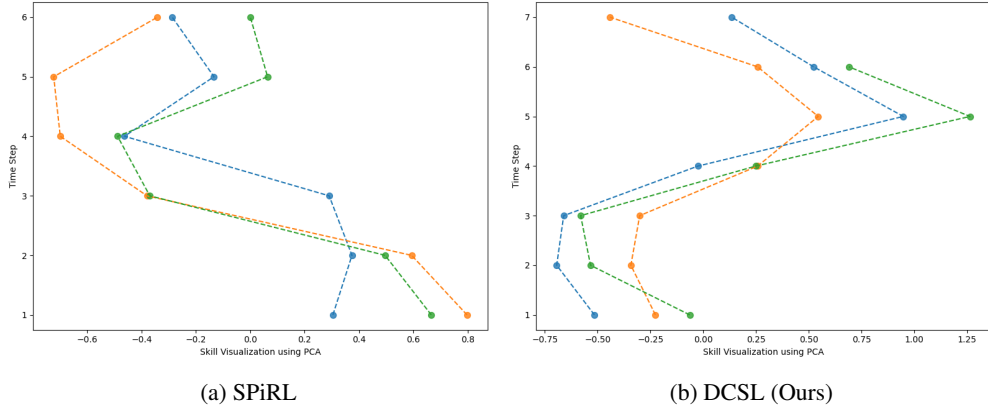 6
5
4
3
2
1
Time Step
−0.6 −0.4 −0.2 0.0 0.2 0.4 0.6 0.8
Skill Visualization using PCA
(a) SPiRL
7
6
5
4
3
2
1
Time Step
−0.75 −0.50 −0.25 0.00 0.25 0.50 0.75 1.00 1.25
Skill Visualization using PCA
(b) DCSL (Ours)